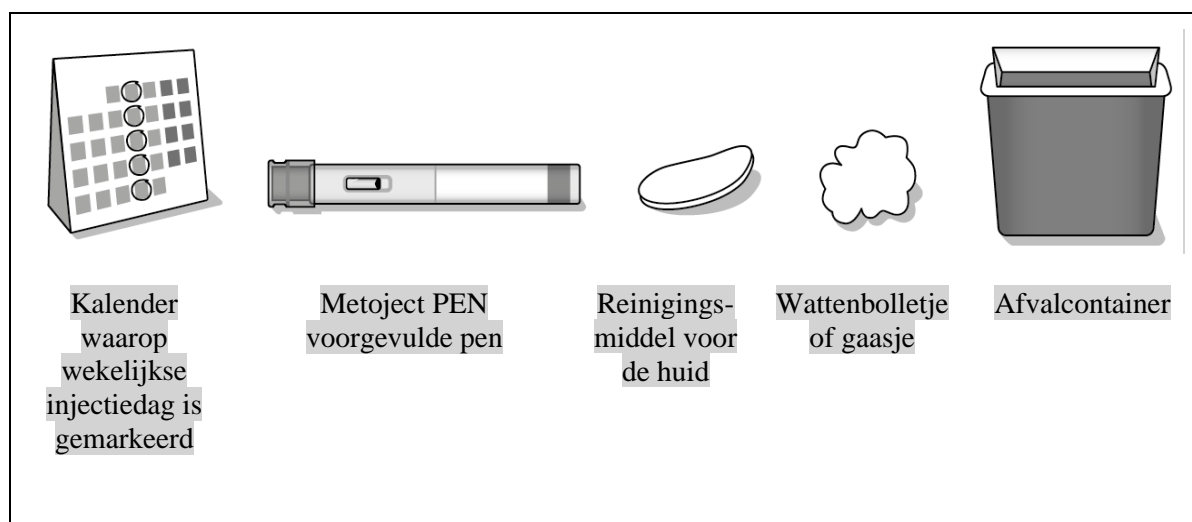 Kalender
waarop
wekelijkse
injectiedag is
gemarkeerd
Metoject PEN
voorgevulde pen
Reinigings-
middel voor
de huid
Wattenbolletje
of gaasje
Afvalcontainer